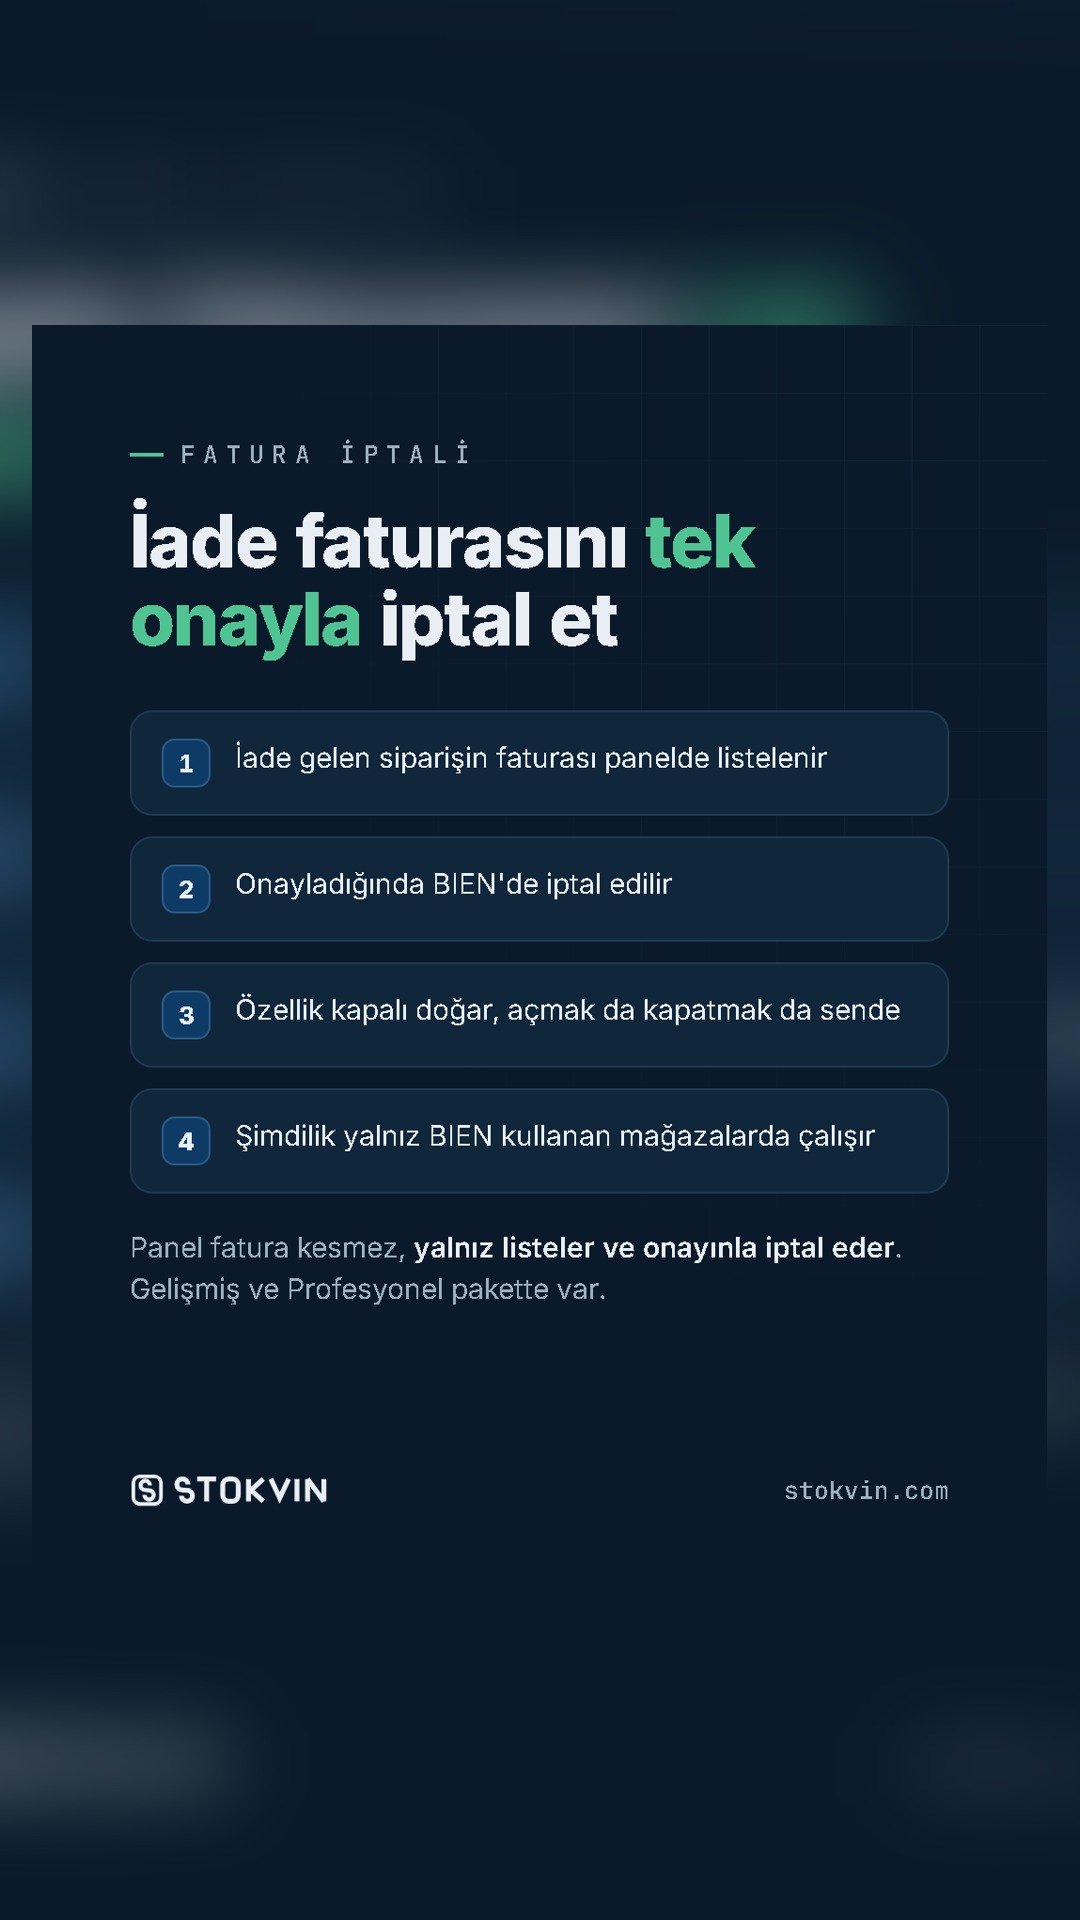 FATURA İPTALİ
İade faturasını tek
onayla iptal et
1 İade gelen siparişin faturası panelde listelenir
2 Onayladığında BIEN'de iptal edilir
3 Özellik kapalı doğar, açmak da kapatmak da sende
4 Şimdilik yalnız BIEN kullanan mağazalarda çalışır
Panel fatura kesmez, yalnız listeler ve onayınla iptal eder.
Gelişmiş ve Profesyonel pakette var.
STOKVIN
stokvin.com